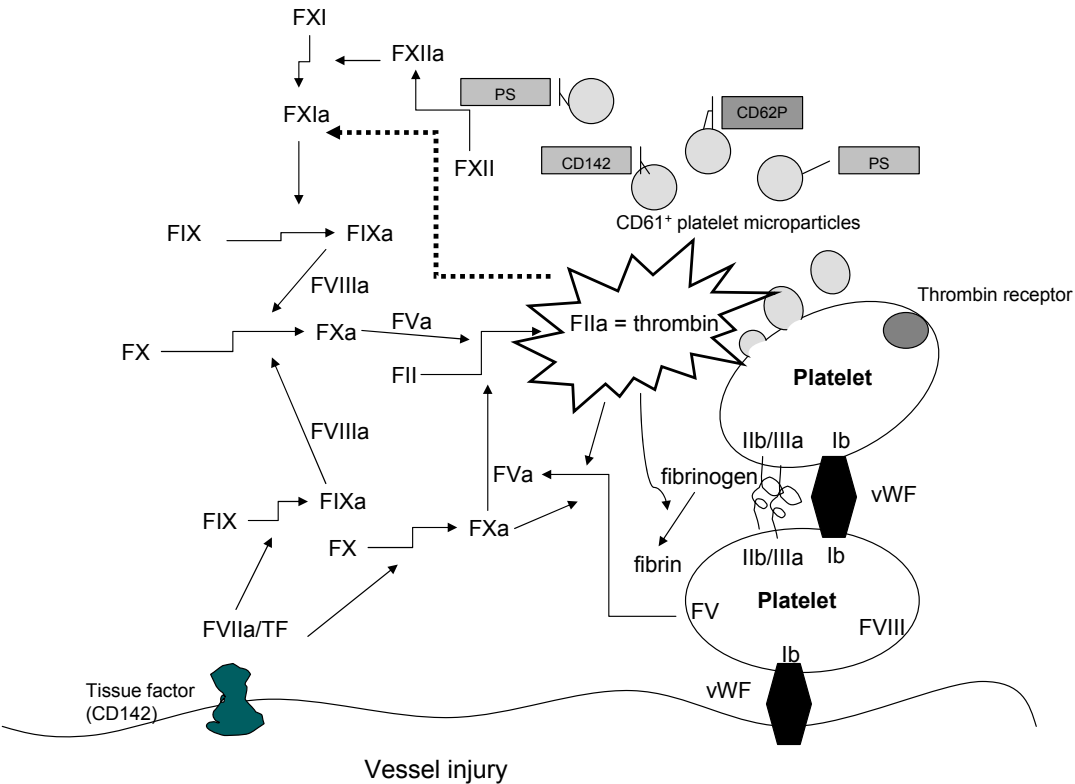 FXI
FXIIa
PS
CD62P
FXIa
FXII
CD142
PS
CD61⁺ platelet microparticles
FIX
FIXa
FVIIIa
Thrombin receptor
FX
FXa
FVa
FIIa = thrombin
FII
Platelet
FVIIIa
IIb/IIIa
Ib
FVa
fibrinogen
vWF
FIXa
FIX
FXa
FX
fibrin
IIb/IIIa
Ib
Platelet
FV
FVIII
FVIIa/TF
Ib
Tissue factor
(CD142)
vWF
Vessel injury